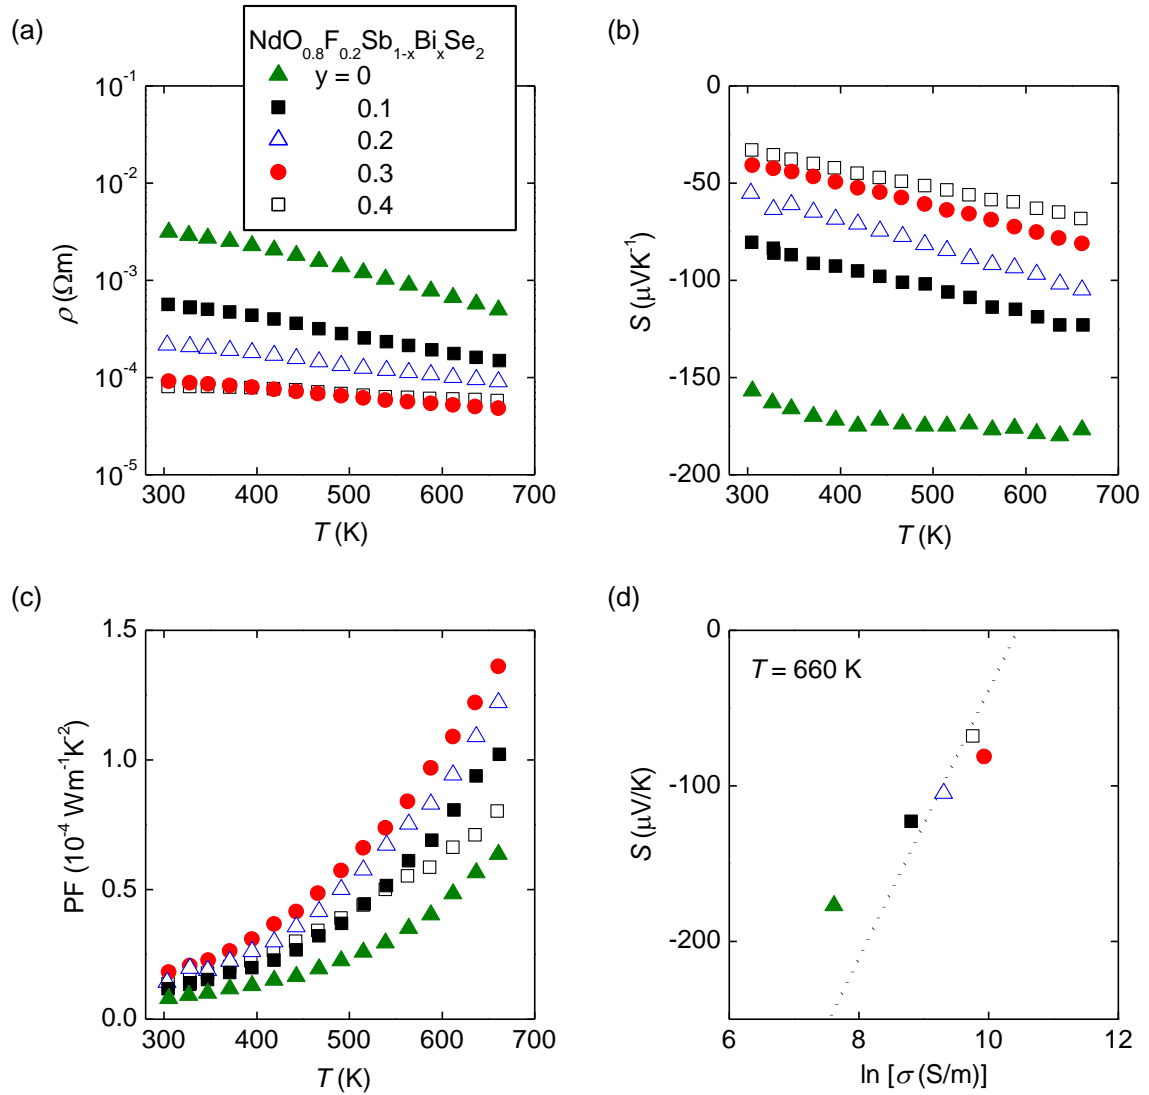 (a)
NdO0.8F0.2Sb1-xBixSe2
y = 0
0.1
0.2
0.3
0.4
10-1
10-2
10-3
10-4
10-5
ρ (Ωm)
300 400 500 600 700
T (K)
(b)
0
-50
-100
-150
-200
S (μVK-1)
300 400 500 600 700
T (K)
(c)
1.5
1.0
0.5
0.0
PF (10-4 Wm-1K-2)
300 400 500 600 700
T (K)
(d)
T = 660 K
0
-100
-200
S (μV/K)
6 8 10 12
ln [σ (S/m)]